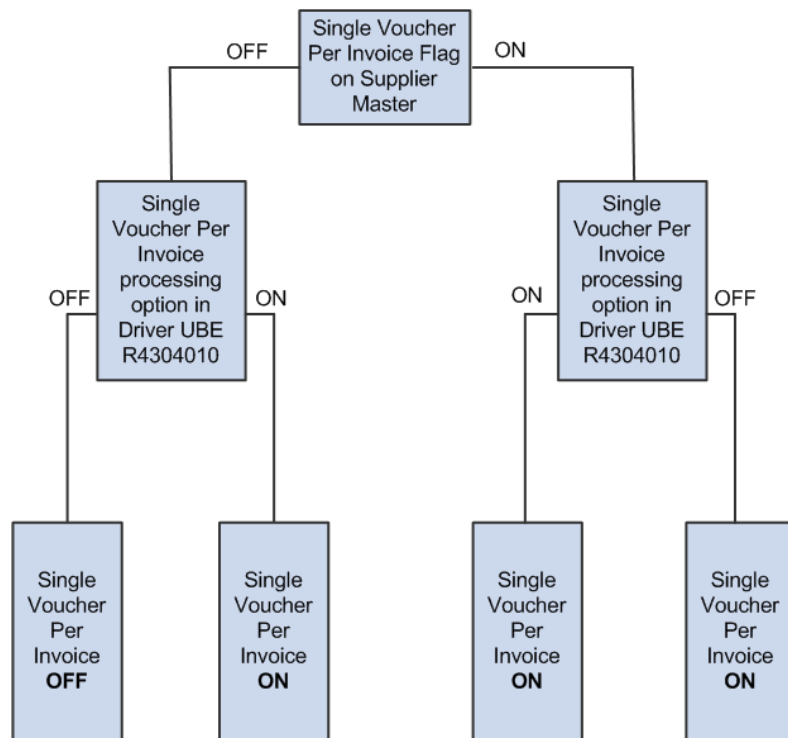 Single Voucher
Per Invoice Flag
on Supplier
Master
OFF
ON
Single
Voucher Per
Invoice
processing
option in
Driver UBE
R4304010
OFF
ON
Single
Voucher Per
Invoice
processing
option in
Driver UBE
R4304010
ON
OFF
Single
Voucher
Per
Invoice
OFF
Single
Voucher
Per
Invoice
ON
Single
Voucher
Per
Invoice
ON
Single
Voucher
Per
Invoice
ON